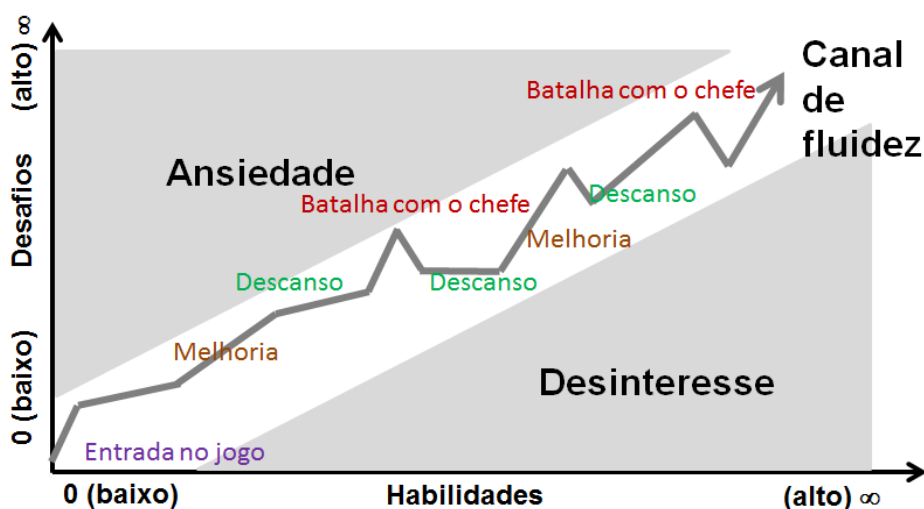 (alto) ∞
Desafios
0 (baixo)
Canal
de
fluidez
Batalha com o chefe
Ansiedade
Batalha com o chefe
Descanso
Melhoria
Descanso
Descanso
Melhoria
Desinteresse
Entrada no jogo
0 (baixo)
Habilidades
(alto) ∞